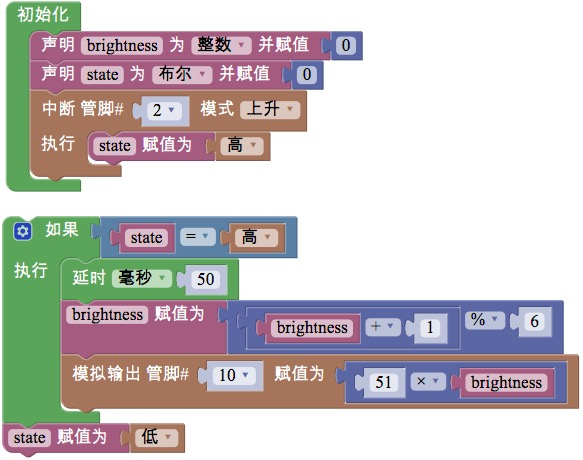 初始化
声明 brightness 为 整数 并赋值 0
声明 state 为 布尔 并赋值 0
中断 管脚# 2 模式 上升
执行 state 赋值为 高
如果 state = 高
执行 延时 毫秒 50
brightness 赋值为 brightness + 1 % 6
模拟输出 管脚# 10 赋值为 51 × brightness
state 赋值为 低